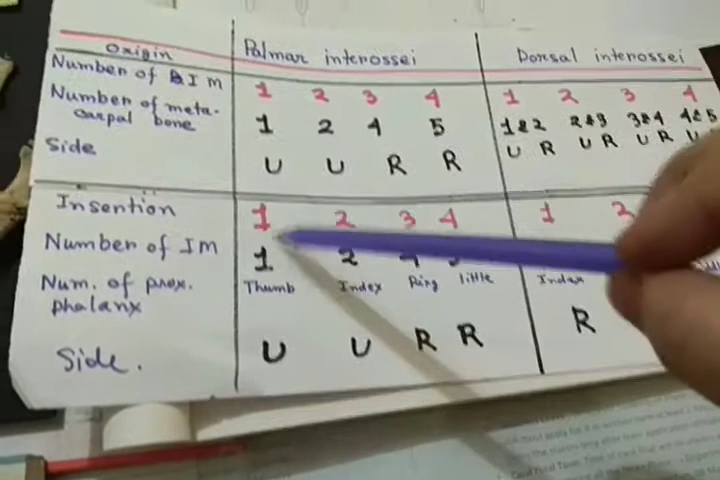 Origin Palmar interossei Dorsal interossei
Number of IM 1 2 3 4 1 2 3 4
Number of meta-
carpal bone 1 2 4 5 1&2 2&3 3&4 4&5
Side U U R R U R U R U R U
Insertion
Number of IM 1 2 3 4 1 2
Num. of prox. 1 2 4
phalanx Thumb Index Ring little Index
Side. U U R R R